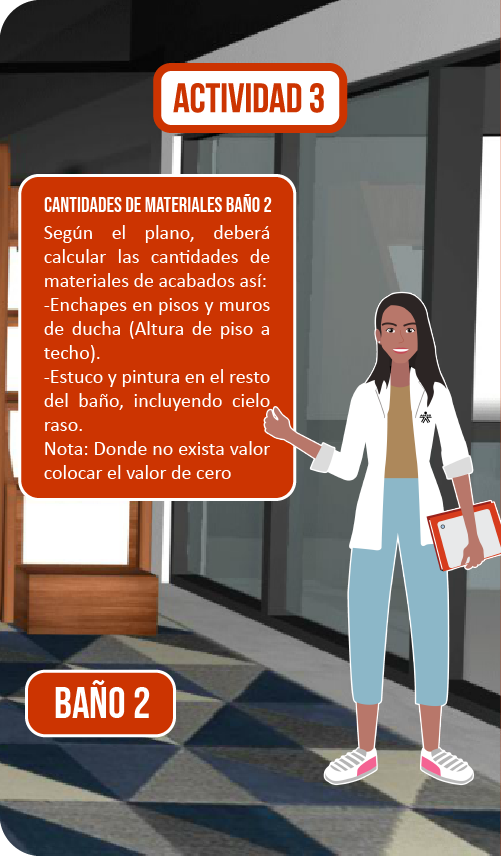 ACTIVIDAD 3
CANTIDADES DE MATERIALES BAÑO 2
Según el plano, deberá
calcular las cantidades de
materiales de acabados así:
-Enchapes en pisos y muros
de ducha (Altura de piso a
techo).
-Estuco y pintura en el resto
del baño, incluyendo cielo
raso.
Nota: Donde no exista valor
colocar el valor de cero
BAÑO 2